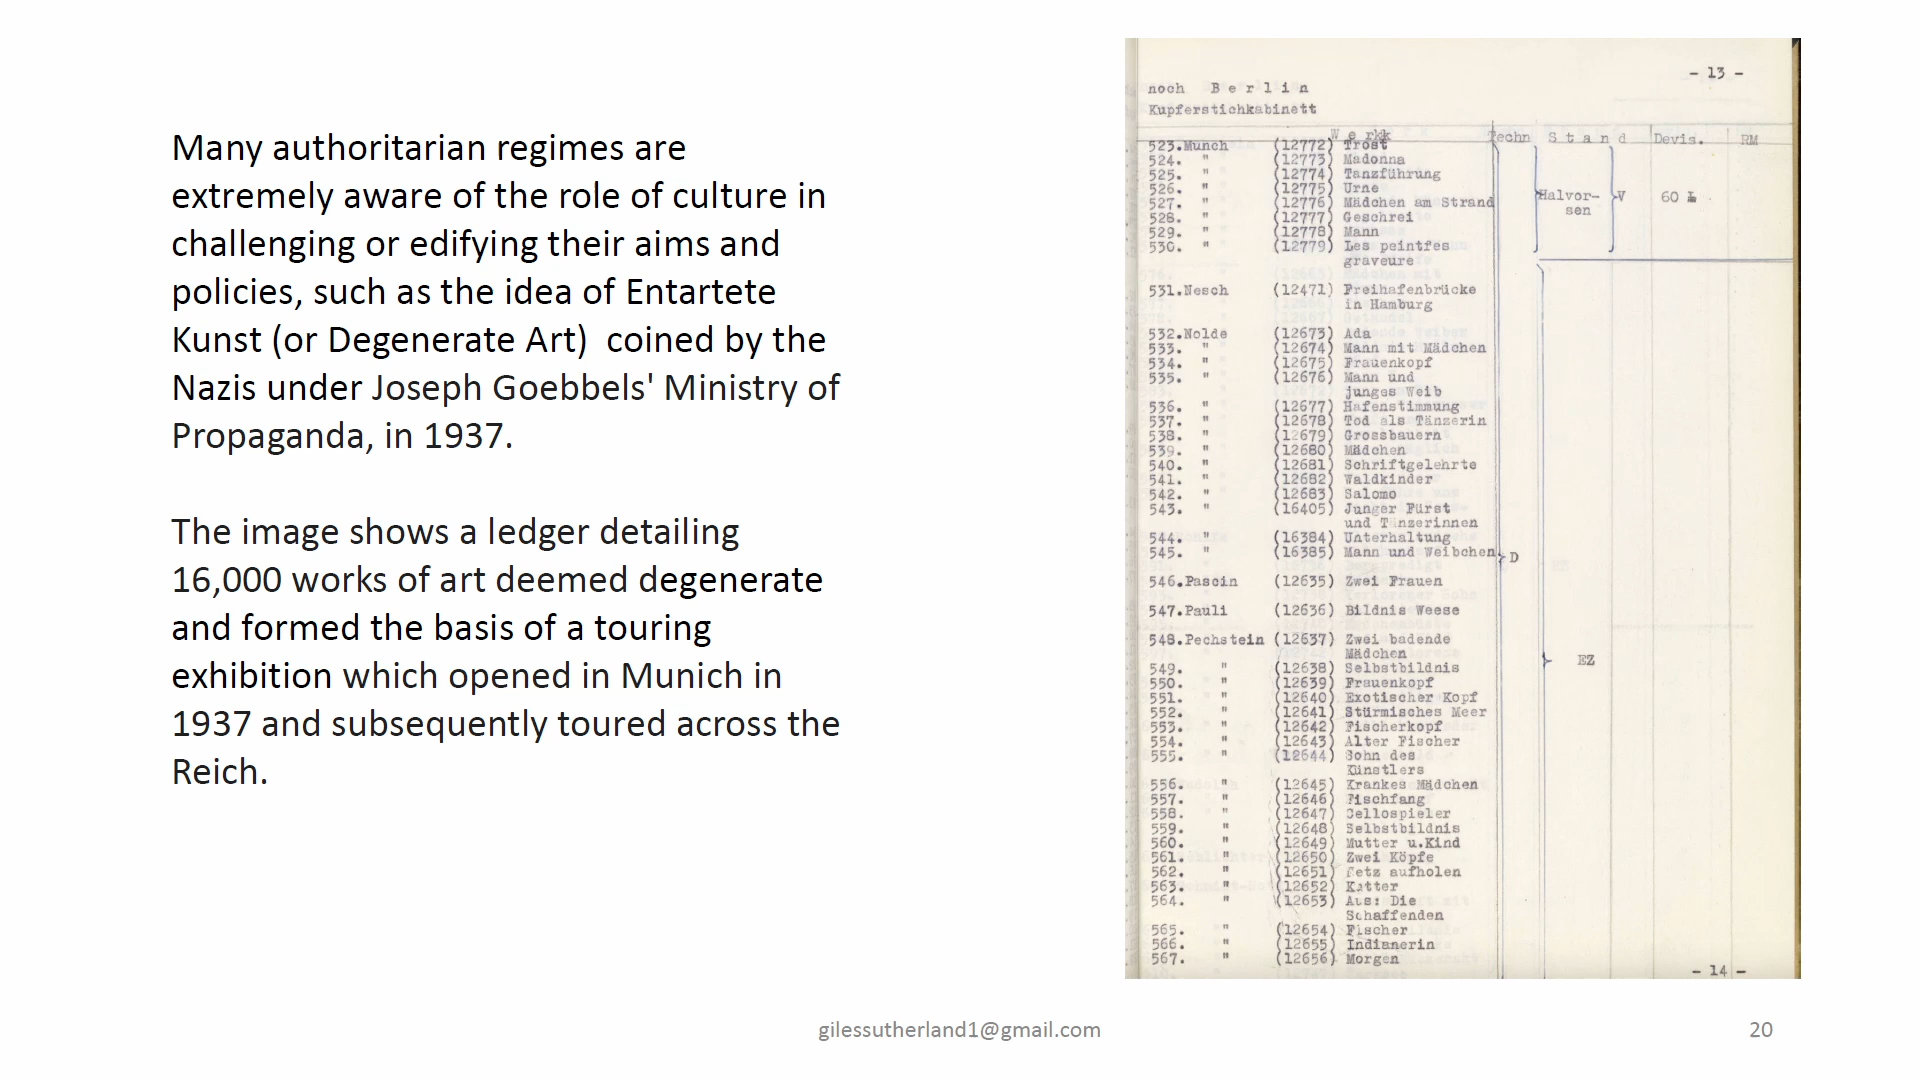 Many authoritarian regimes are
extremely aware of the role of culture in
challenging or edifying their aims and
policies, such as the idea of Entartete
Kunst (or Degenerate Art)  coined by the
Nazis under Joseph Goebbels' Ministry of
Propaganda, in 1937.
The image shows a ledger detailing
16,000 works of art deemed degenerate
and formed the basis of a touring
exhibition which opened in Munich in
1937 and subsequently toured across the
Reich.
- 13 -
noch B e r l i n
Kupferstichkabinett
W e r k k Techn S t a n d Devis. RM
523.Munch (12772) Trost
524. " (12773) Madonna
525. " (12774) Tanzführung
526. " (12775) Urne
527. " (12776) Mädchen am Strand
528. " (12777) Geschrei
529. " (12778) Mann
530. " (12779) Les peintfes
graveure
Halvor-
sen
V 60
531.Nesch (12471) Freihafenbrücke
in Hamburg
532.Nolde (12673) Ada
533. " (12674) Mann mit Mädchen
534. " (12675) Frauenkopf
535. " (12676) Mann und
junges Weib
536. " (12677) Hafenstimmung
537. " (12678) Tod als Tänzerin
538. " (12679) Grossbauern
539. " (12680) Mädchen
540. " (12681) Schriftgelehrte
541. " (12682) Waldkinder
542. " (12683) Salomo
543. " (16405) Junger Fürst
und Tänzerinnen
544. " (16384) Unterhaltung
545. " (16385) Mann und Weibchen
D
546.Pascin (12635) Zwei Frauen
547.Pauli (12636) Bildnis Weese
548.Pechstein (12637) Zwei badende
Mädchen
EZ
549. " (12638) Selbstbildnis
550. " (12639) Frauenkopf
551. " (12640) Exotischer Kopf
552. " (12641) Stürmisches Meer
553. " (12642) Fischerkopf
554. " (12643) Alter Fischer
555. " (12644) Sohn des
Künstlers
556. " (12645) Krankes Mädchen
557. " (12646) Fischfang
558. " (12647) Cellospieler
559. " (12648) Selbstbildnis
560. " (12649) Mutter u.Kind
561. " (12650) Zwei Köpfe
562. " (12651) Netz aufholen
563. " (12652) Kutter
564. " (12653) Aus: Die
Schaffenden
565. " (12654) Fischer
566. " (12655) Indianerin
567. " (12656) Morgen
- 14 -
gilessutherland1@gmail.com
20